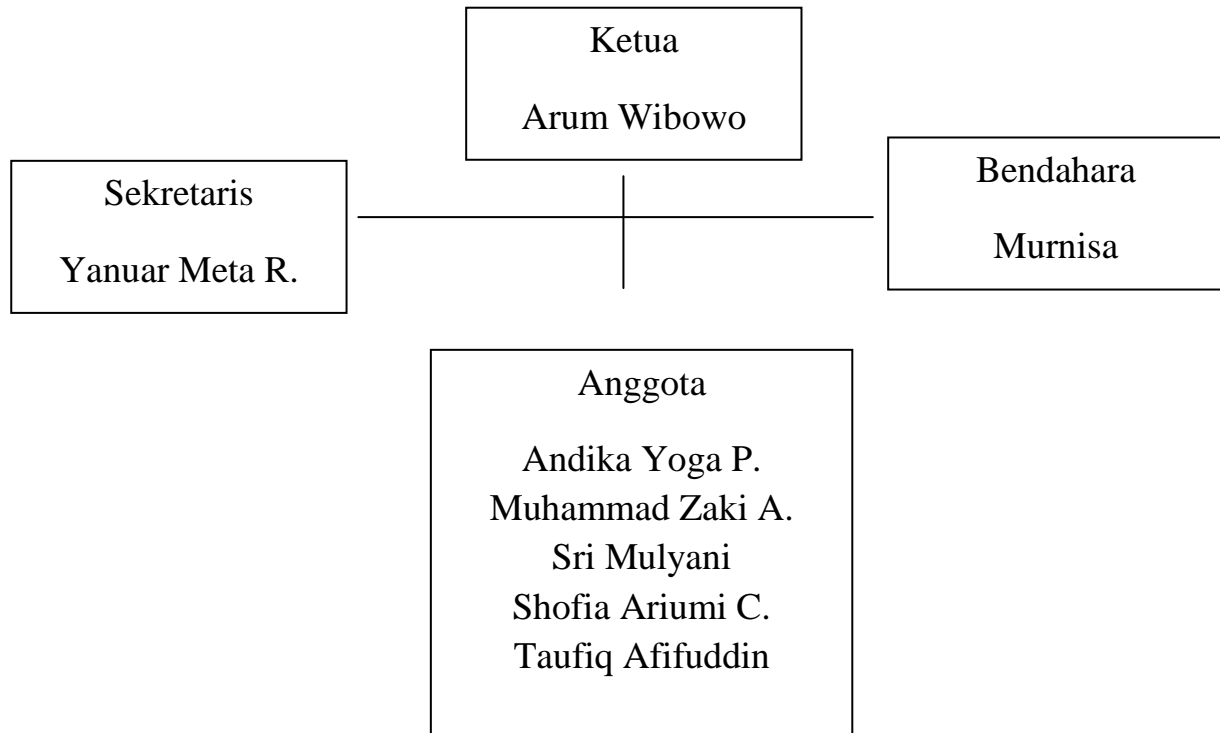 Ketua
Arum Wibowo
Sekretaris
Yanuar Meta R.
Bendahara
Murnisa
Anggota
Andika Yoga P.
Muhammad Zaki A.
Sri Mulyani
Shofia Ariumi C.
Taufiq Afifuddin